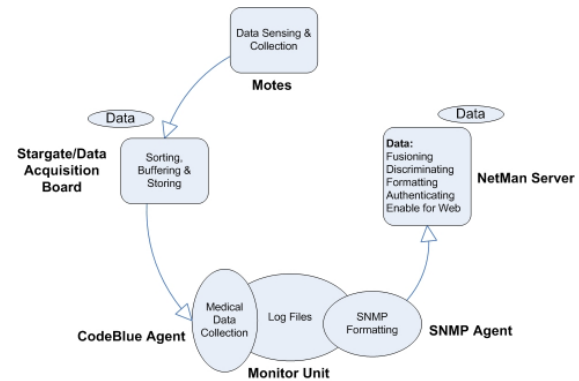 Data Sensing &
Collection
Motes
Data
Stargate/Data
Acquisition
Board
Sorting,
Buffering &
Storing
Data
Data:
Fusioning
Discriminating
Formatting
Authenticating
Enable for Web
NetMan Server
CodeBlue Agent
Medical
Data
Collection
Log Files
SNMP
Formatting
SNMP Agent
Monitor Unit